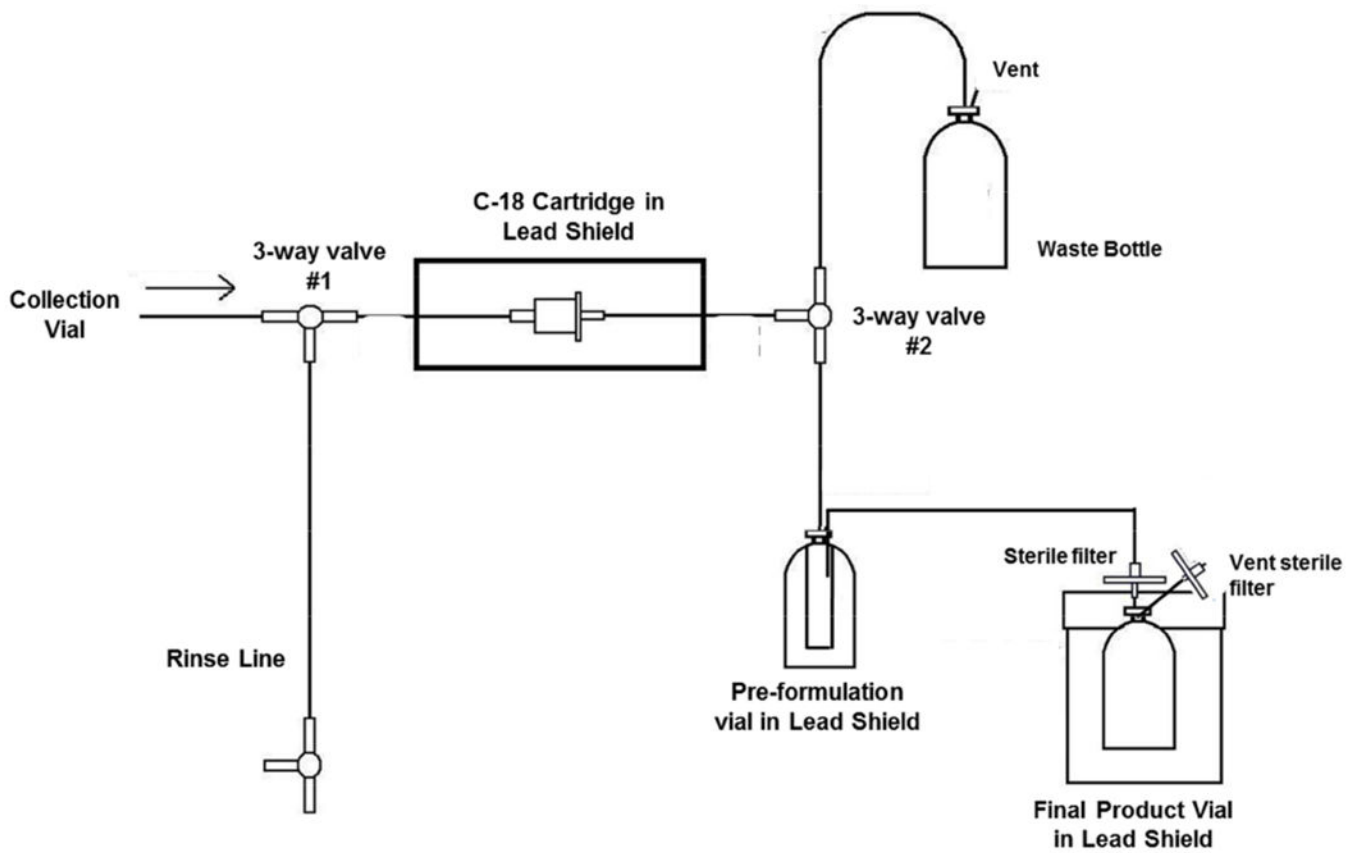 Vent
Waste Bottle
C-18 Cartridge in
Lead Shield
3-way valve
#1
Collection
Vial
3-way valve
#2
Rinse Line
Sterile filter
Vent sterile
filter
Pre-formulation
vial in Lead Shield
Final Product Vial
in Lead Shield